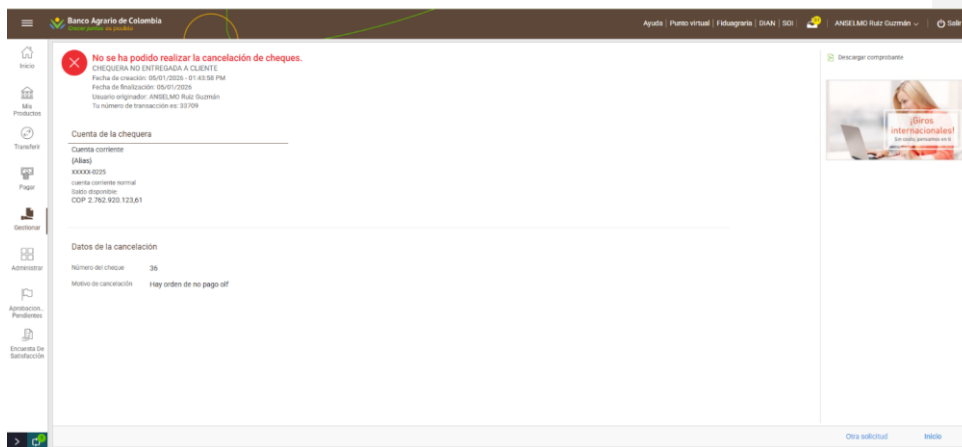 Banco Agrario de Colombia
Crecer juntos es posible
Ayuda | Punto virtual | Fiduagraria | DIAN | SOI | ANSELMO Ruiz Guzmán | Salir
Inicio
Mis Productos
Transferir
Pagar
Gestionar
Administrar
Aprobacion.. Pendientes
Encuesta De Satisfacción
No se ha podido realizar la cancelación de cheques.
CHEQUERA NO ENTREGADA A CLIENTE
Fecha de creación: 05/01/2026 - 01:43:58 PM
Fecha de finalización: 05/01/2026
Usuario originador: ANSELMO Ruiz Guzmán
Tu número de transacción es: 33709
Cuenta de la chequera
Cuenta corriente
(Alias)
XXXXX-0225
cuenta corriente normal
Saldo disponible
COP 2.762.920.123,61
Datos de la cancelación
Número del cheque 36
Motivo de cancelación Hay orden de no pago olf
Descargar comprobante
¡Giros
internacionales!
Sin costo, pensamos en ti
Otra solicitud Inicio